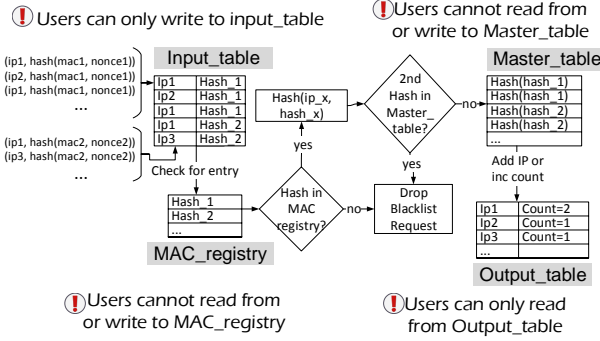 Users can only write to input_table
Users cannot read from
or write to Master_table
(ip1, hash(mac1, nonce1))
(ip2, hash(mac1, nonce1))
(ip1, hash(mac1, nonce1))
...
(ip1, hash(mac2, nonce2))
(ip3, hash(mac2, nonce2))
...
Input_table
Ip1 Hash_1
Ip2 Hash_1
Ip1 Hash_1
Ip1 Hash_2
Ip3 Hash_2
Check for entry
Hash_1
Hash_2
...
MAC_registry
Hash in
MAC
registry?
yes
no
Hash(ip_x,
hash_x)
2nd
Hash in
Master_
table?
yes
no
Drop
Blacklist
Request
Master_table
Hash(hash_1)
Hash(hash_1)
Hash(hash_2)
Hash(hash_2)
...
Add IP or
inc count
Ip1 Count=2
Ip2 Count=1
Ip3 Count=1
...
Output_table
Users cannot read from
or write to MAC_registry
Users can only read
from Output_table